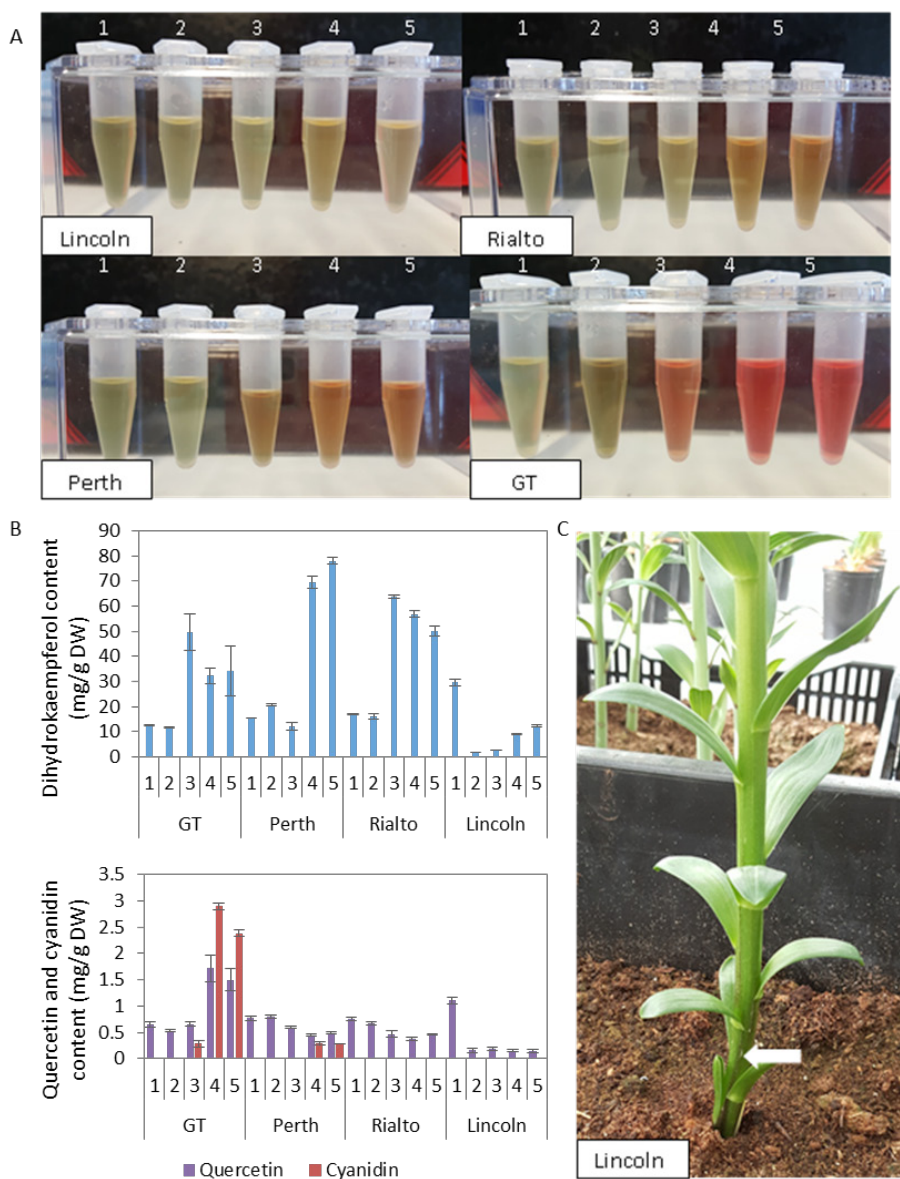 A
1 2 3 4 5
1 2 3 4 5
Lincoln
Rialto
1 2 3 4 5
1 2 3 4 5
Perth
GT
B
Dihydrokaempferol content
(mg/g DW)
90
80
70
60
50
40
30
20
10
0
1 2 3 4 5 1 2 3 4 5 1 2 3 4 5 1 2 3 4 5
GT Perth Rialto Lincoln
Quercetin and cyanidin
content (mg/g DW)
3.5
3
2.5
2
1.5
1
0.5
0
1 2 3 4 5 1 2 3 4 5 1 2 3 4 5 1 2 3 4 5
GT Perth Rialto Lincoln
Quercetin Cyanidin
C
Lincoln